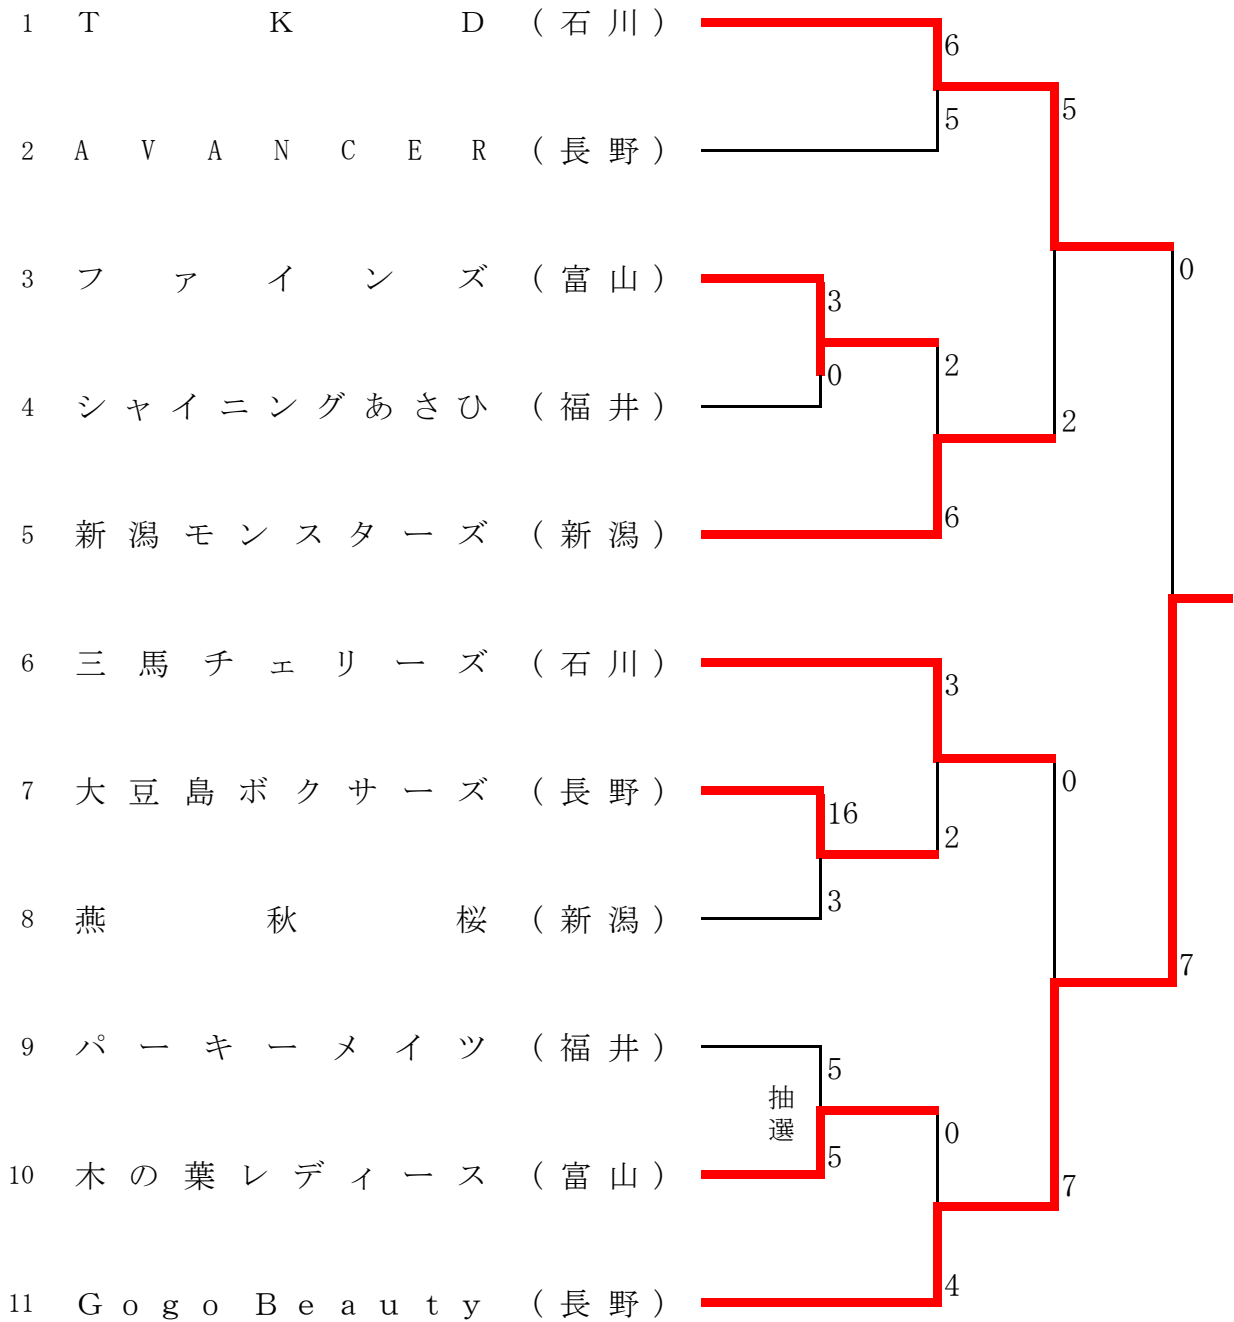 1 TKD (石川)
6
5
5
2 AVANCER (長野)
0
3 ファインズ (富山)
3
2
0
4 シャイニングあさひ (福井)
2
6
5 新潟モンスターズ (新潟)
6 三馬チェリーズ (石川)
3
0
7 大豆島ボクサーズ (長野)
16
2
3
8 燕秋桜 (新潟)
7
9 パーキーメイツ (福井)
5
抽選
0
5
10 木の葉レディース (富山)
7
4
11 Gogo Beauty (長野)